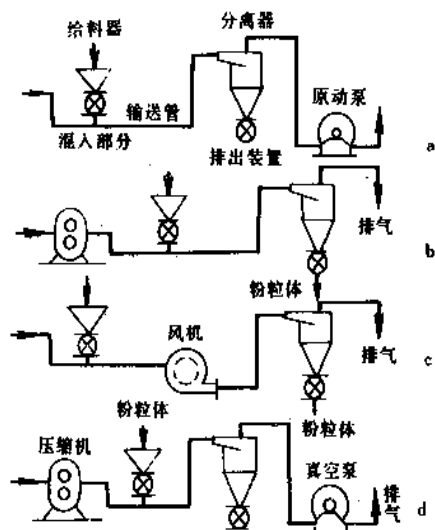 给料器
分离器
输送管
原动泵
混入部分
排出装置
a
排气
b
粉粒体
风机
排气
c
粉粒体
粉粒体
压缩机
真空泵
排气
d